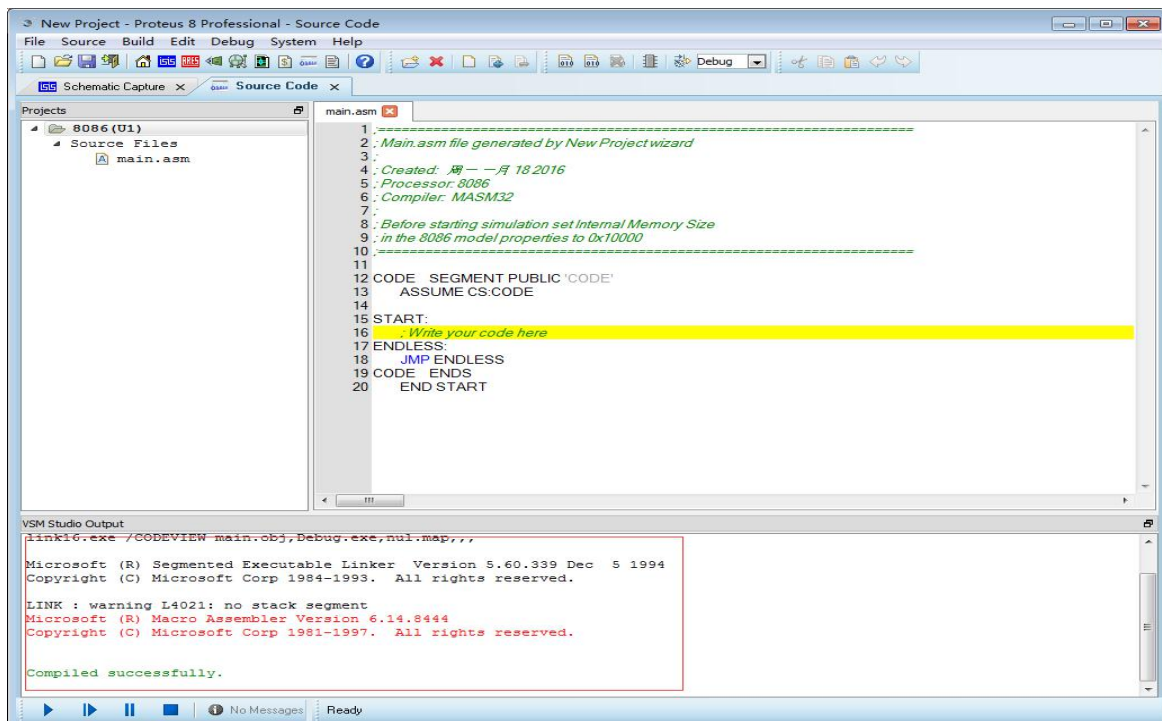 New Project - Proteus 8 Professional - Source Code
File Source Build Edit Debug System Help
Debug
Schematic Capture
Source Code
Projects
8086 (U1)
Source Files
main.asm
main.asm
1 ;====================================================================
2 ; Main.asm file generated by New Project wizard
3 ;
4 ; Created: 周一 一月 18 2016
5 ; Processor: 8086
6 ; Compiler: MASM32
7 ;
8 ; Before starting simulation set Internal Memory Size
9 ; in the 8086 model properties to 0x10000
10 ;====================================================================
11
12 CODE SEGMENT PUBLIC 'CODE'
13 ASSUME CS:CODE
14
15 START:
16 ; Write your code here
17 ENDLESS:
18 JMP ENDLESS
19 CODE ENDS
20 END START
VSM Studio Output
link16.exe /CODEVIEW main.obj,Debug.exe,nul.map,,,
Microsoft (R) Segmented Executable Linker Version 5.60.339 Dec 5 1994
Copyright (C) Microsoft Corp 1984-1993. All rights reserved.
LINK : warning L4021: no stack segment
Microsoft (R) Macro Assembler Version 6.14.8444
Copyright (C) Microsoft Corp 1981-1997. All rights reserved.
Compiled successfully.
No Messages
Ready